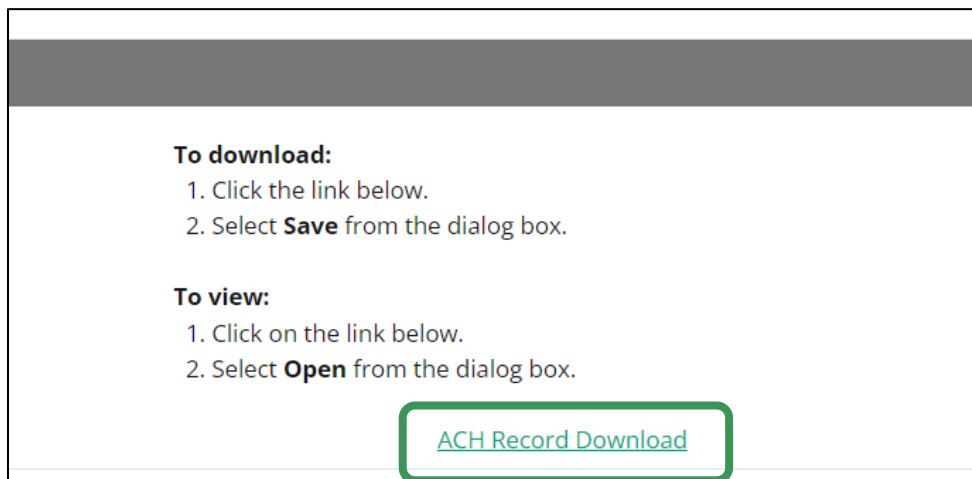 To download:
1. Click the link below.
2. Select Save from the dialog box.
To view:
1. Click on the link below.
2. Select Open from the dialog box.
ACH Record Download